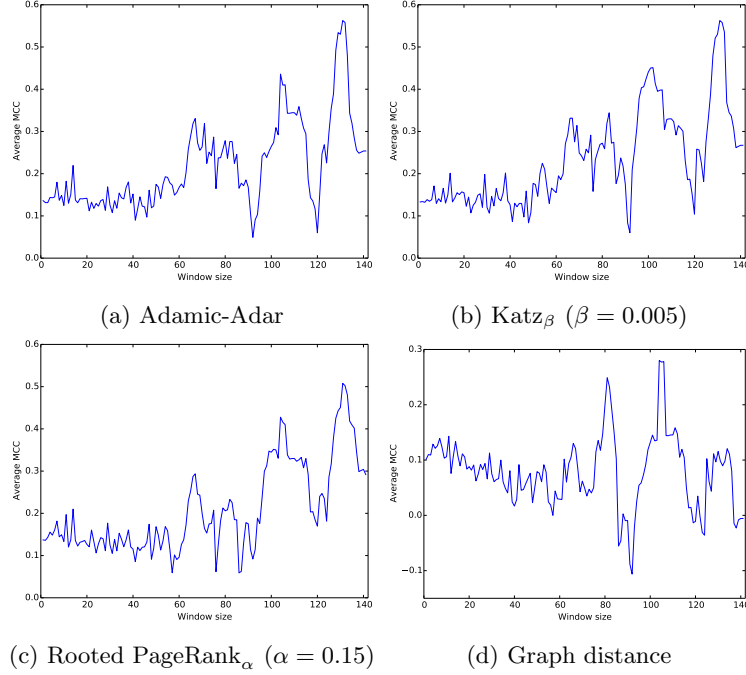 0.6
0.5
0.4
0.3
0.2
0.1
0.0
0 20 40 60 80 100 120 140
Average MCC
Window size
(a) Adamic-Adar
0.6
0.5
0.4
0.3
0.2
0.1
0.0
0 20 40 60 80 100 120 140
Average MCC
Window size
(b) Katzβ (β = 0.005)
0.6
0.5
0.4
0.3
0.2
0.1
0.0
0 20 40 60 80 100 120 140
Average MCC
Window size
(c) Rooted PageRankα (α = 0.15)
0.3
0.2
0.1
0.0
−0.1
0 20 40 60 80 100 120 140
Average MCC
Window size
(d) Graph distance